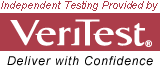 Independent Testing Provided by
VeriTest®
Deliver with Confidence